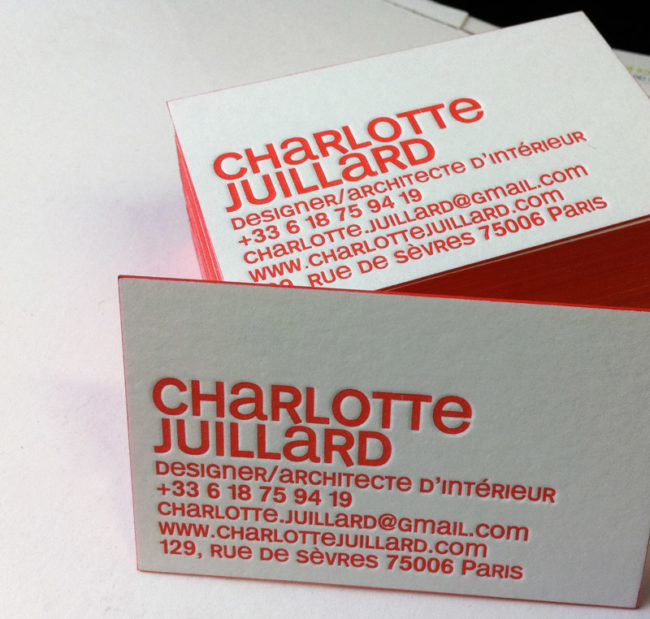 CHaRLOTTe
JUILLaRD
DesIGneR/aRCHITeCTe D'InTéRIeUR
+33 6 18 75 94 19
CHaRLOTTe.JUILLaRD@GmaIL.com
www.CHaRLOTTeJUILLaRD.com
RUe De sèvRes 75006 PaRIs
CHaRLOTTe
JUILLaRD
DesIGneR/aRCHITeCTe D'InTéRIeUR
+33 6 18 75 94 19
CHaRLOTTe.JUILLaRD@GmaIL.com
www.CHaRLOTTeJUILLaRD.com
129, RUe De sèvRes 75006 PaRIs